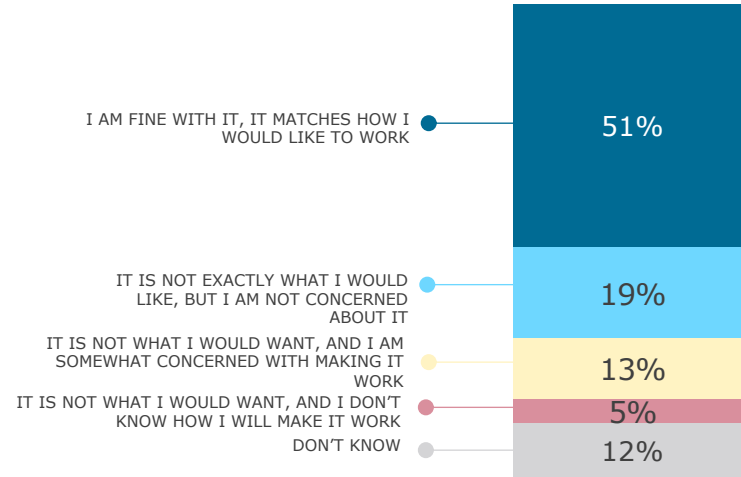 I AM FINE WITH IT, IT MATCHES HOW I
WOULD LIKE TO WORK
51%
IT IS NOT EXACTLY WHAT I WOULD
LIKE, BUT I AM NOT CONCERNED
ABOUT IT
19%
IT IS NOT WHAT I WOULD WANT, AND I AM
SOMEWHAT CONCERNED WITH MAKING IT
WORK
13%
IT IS NOT WHAT I WOULD WANT, AND I DON'T
KNOW HOW I WILL MAKE IT WORK
5%
DON'T KNOW
12%